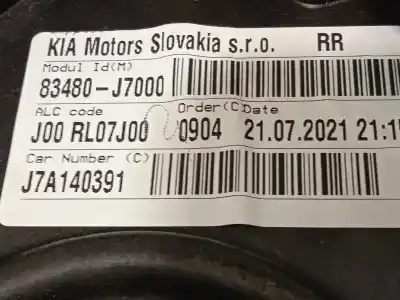 KIA Motors Slovakia s.r.o. RR
Modul Id(M)
83480-J7000
ALC code Order(C) Date
J00 RL07J00 0904 21.07.2021 21:1
Car Number (C)
J7A140391